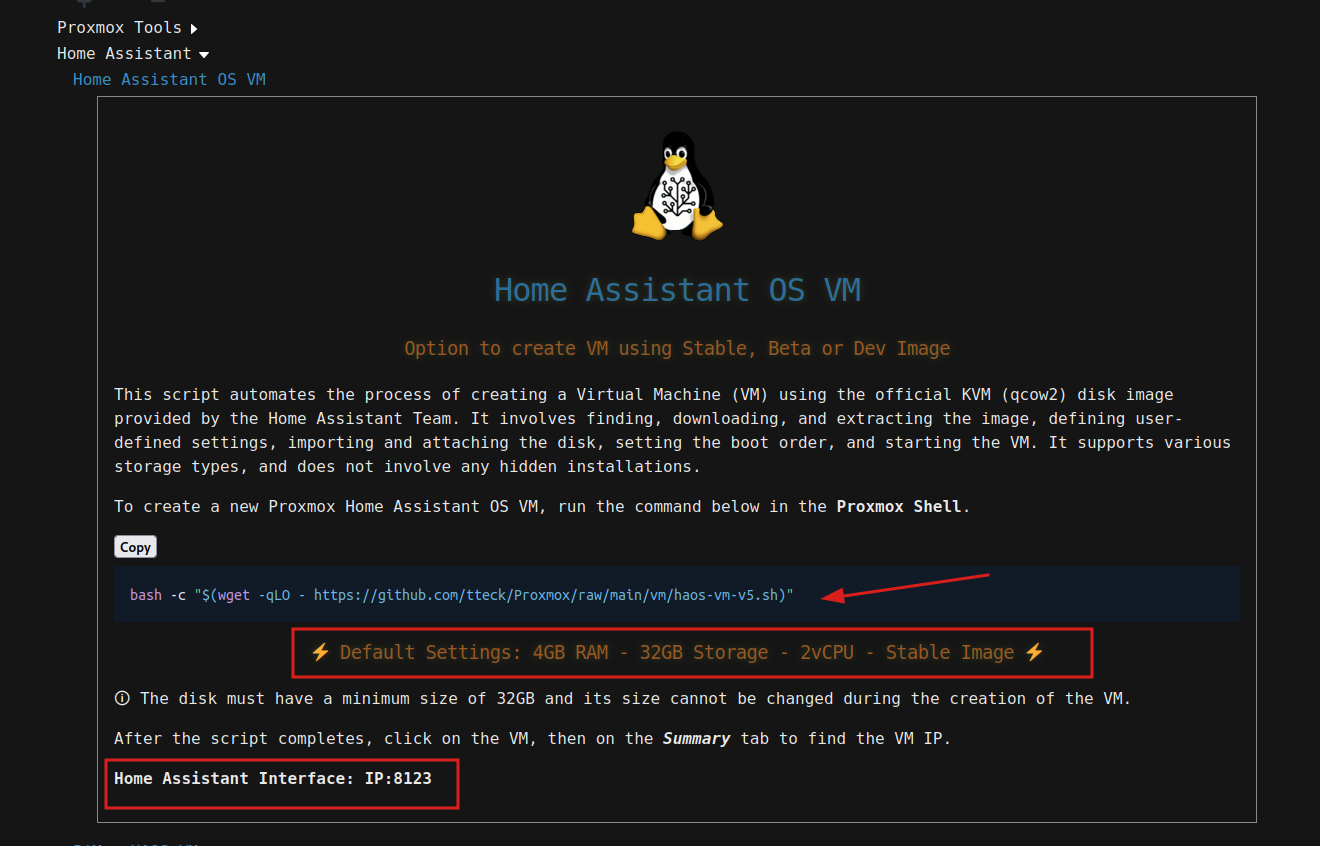 Proxmox Tools
Home Assistant
Home Assistant OS VM
Home Assistant OS VM
Option to create VM using Stable, Beta or Dev Image
This script automates the process of creating a Virtual Machine (VM) using the official KVM (qcow2) disk image
provided by the Home Assistant Team. It involves finding, downloading, and extracting the image, defining user-
defined settings, importing and attaching the disk, setting the boot order, and starting the VM. It supports various
storage types, and does not involve any hidden installations.
To create a new Proxmox Home Assistant OS VM, run the command below in the Proxmox Shell.
Copy
bash -c "$(wget -qLO - https://github.com/tteck/Proxmox/raw/main/vm/haos-vm-v5.sh)"
⚡ Default Settings: 4GB RAM - 32GB Storage - 2vCPU - Stable Image ⚡
The disk must have a minimum size of 32GB and its size cannot be changed during the creation of the VM.
After the script completes, click on the VM, then on the Summary tab to find the VM IP.
Home Assistant Interface: IP:8123